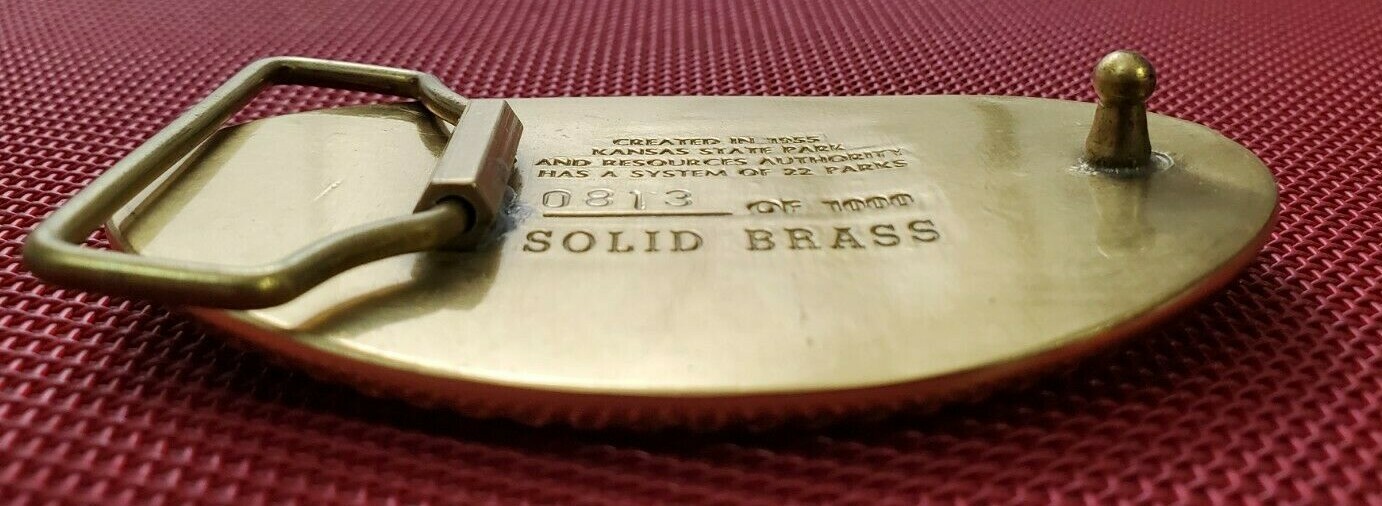 CREATED IN 1955
KANSAS STATE PARK
AND RESOURCES AUTHORITY
HAS A SYSTEM OF 22 PARKS
0813 OF 1000
SOLID BRASS